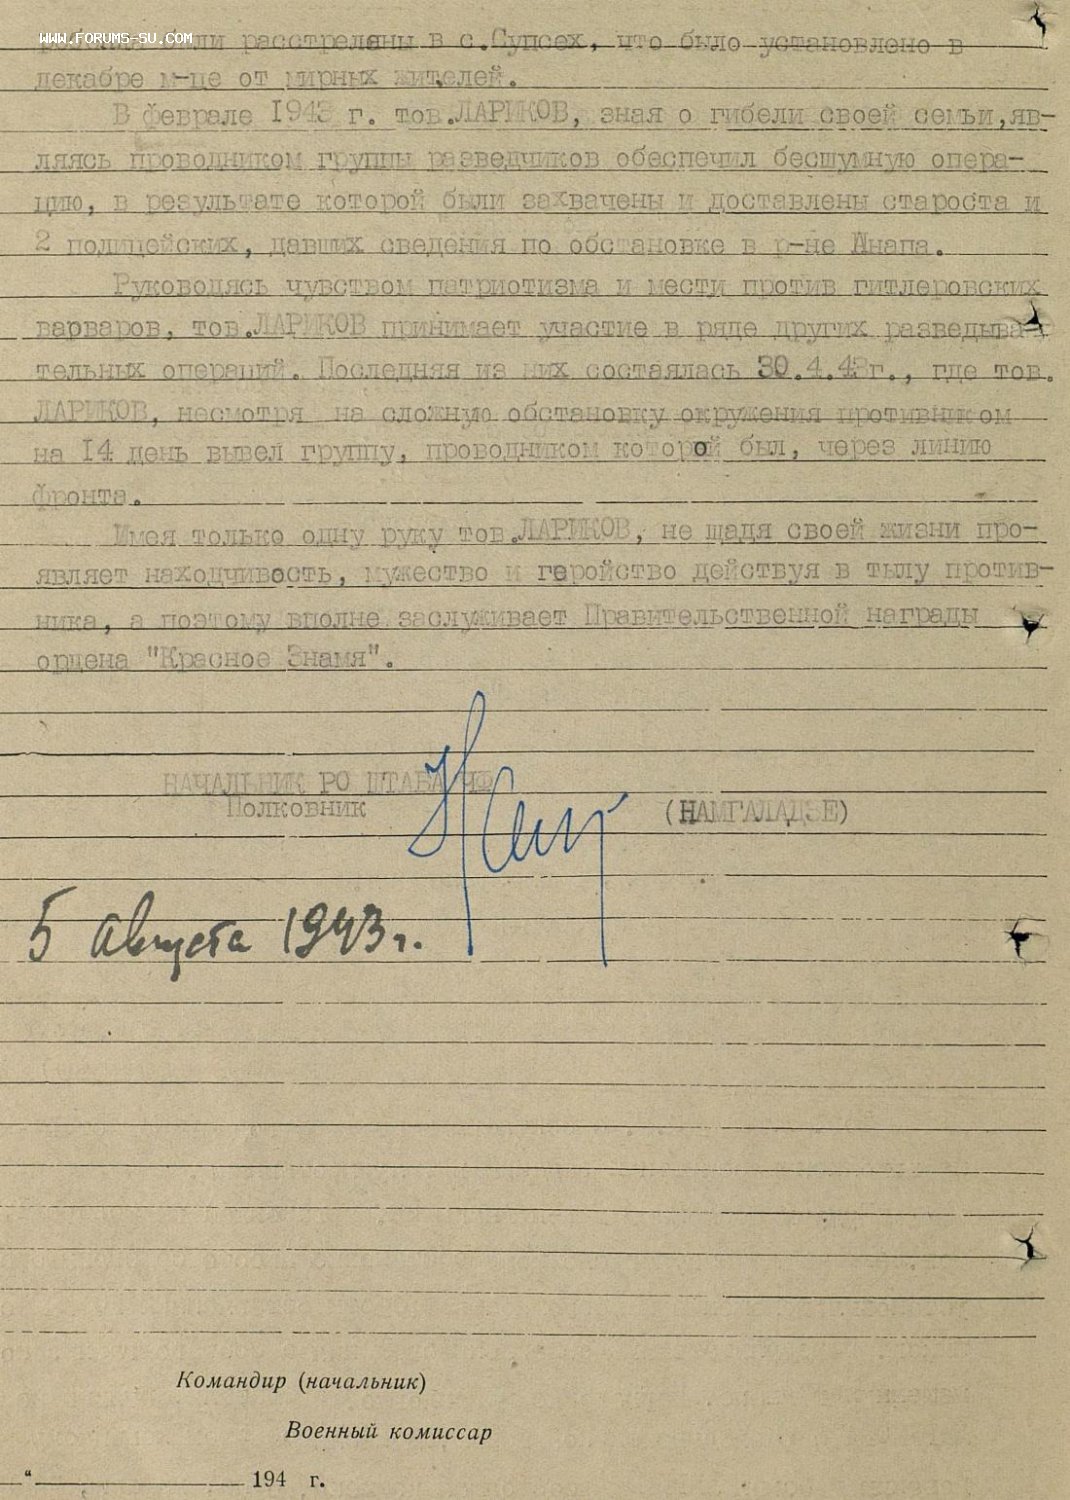 WWW.FORUMS-SU.COM
расстреляны в с.Супсех, что было установлено в
декабре м-це от мирных жителей.
В феврале 1943 г. тов.ЛАРИКОВ, зная о гибели своей семьи,яв-
ляясь проводником группы разведчиков обеспечил бесшумную опера-
цию, в результате которой были захвачены и доставлены староста и
2 полицейских, давших сведения по обстановке в р-не Анапа.
Руководясь чувством патриотизма и мести против гитлеровских
варваров, тов.ЛАРИКОВ принимает участие в ряде других разведыва-
тельных операций. Последняя из них состаялась 30.4.43г., где тов.
ЛАРИКОВ, несмотря на сложную обстановку окружения противником
на 14 день вывел группу, проводником которой был, через линию
фронта.
Имея только одну руку тов.ЛАРИКОВ, не щадя своей жизни про-
являет находчивость, мужество и геройство действуя в тылу против-
ника, а поэтому вполне заслуживает Правительственной награды
ордена "Красное Знамя".
НАЧАЛЬНИК РО ШТАБА ЧФ
Полковник (НАМГАЛАДЗЕ)
5 августа 1943 г.
Командир (начальник)
Военный комиссар
“ 194 г.